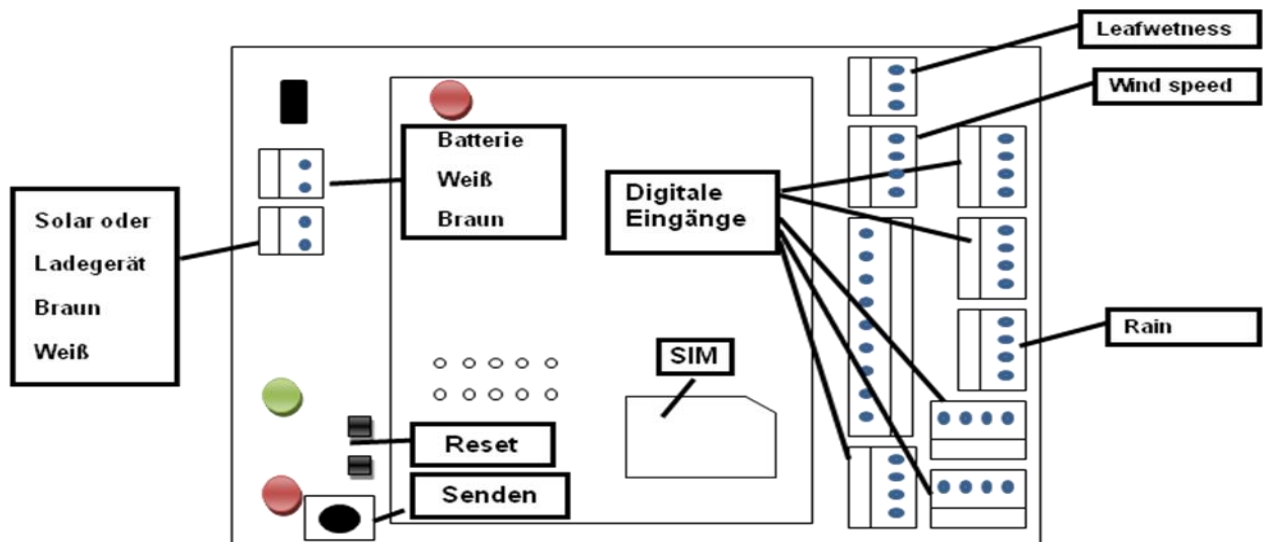 Leafwetness
Wind speed
Batterie
Weiß
Braun
Digitale
Eingänge
Solar oder
Ladegerät
Braun
Weiß
Rain
SIM
Reset
Senden